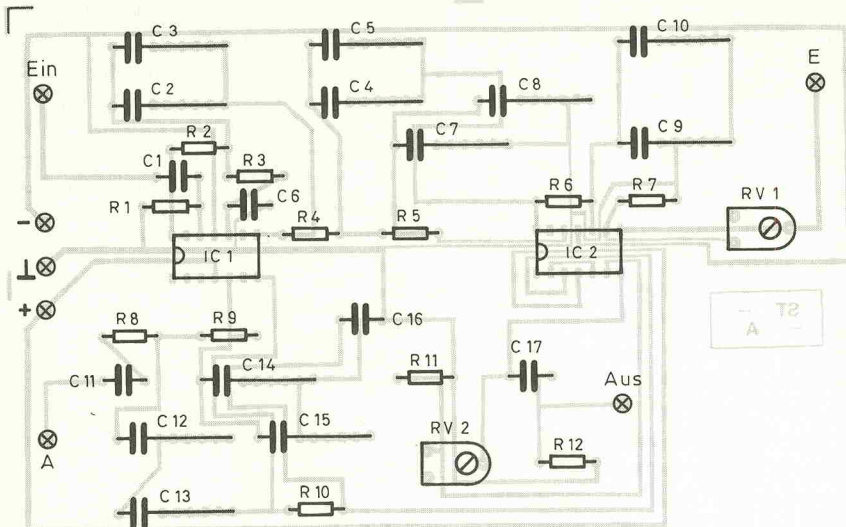 C 3
C 5
C 10
Ein
E
C 2
C 4
C 8
C 7
C 9
R 2
C 1
R 3
R 1
C 6
R 6
R 7
RV 1
R 4
R 5
-
IC 1
IC 2
⊥
+
ST -
- A
R 8
R 9
C 16
C 11
C 14
R 11
C 17
Aus
C 12
C 15
RV 2
A
R 12
C 13
R 10